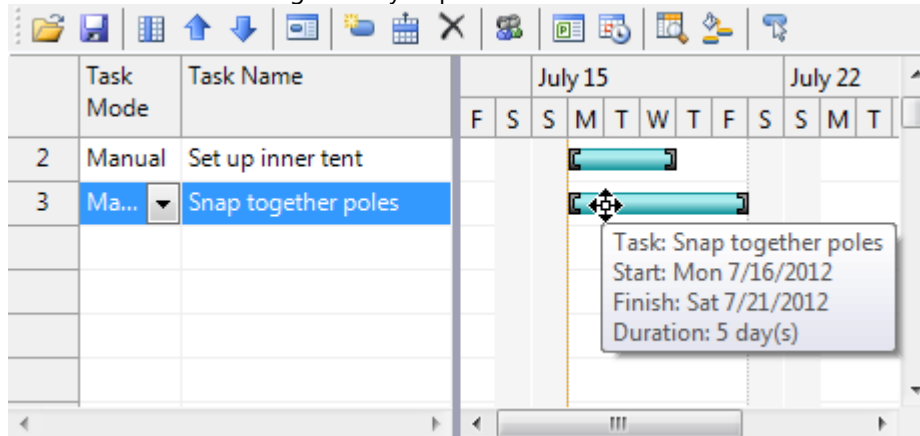 Task Mode
Task Name
July 15
July 22
F S S M T W T F S S M T
2 Manual Set up inner tent
3 Ma... Snap together poles
Task: Snap together poles
Start: Mon 7/16/2012
Finish: Sat 7/21/2012
Duration: 5 day(s)